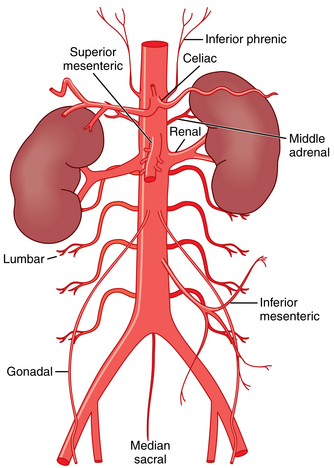 Inferior phrenic
Superior
mesenteric
Celiac
Renal
Middle
adrenal
Lumbar
Inferior
mesenteric
Gonadal
Median
sacral